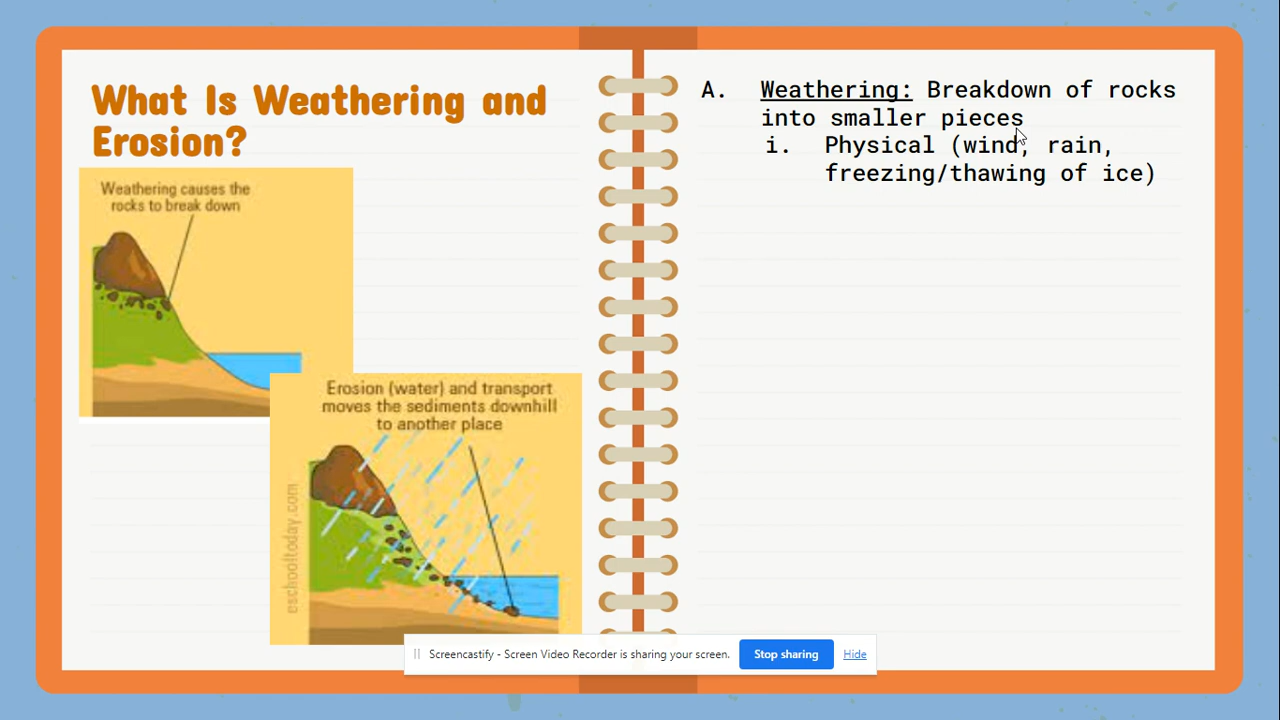 What Is Weathering and
Erosion?
Weathering causes the
rocks to break down
Erosion (water) and transport
moves the sediments downhill
to another place
eschooltoday.com
A. Weathering: Breakdown of rocks
into smaller pieces
i. Physical (wind, rain,
freezing/thawing of ice)
Screencastify - Screen Video Recorder is sharing your screen.
Stop sharing
Hide